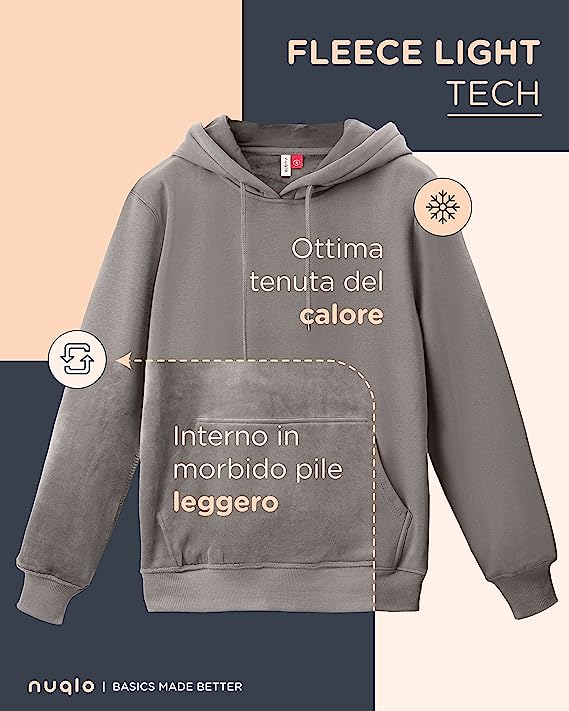 FLEECE LIGHT
TECH
Ottima
tenuta del
calore
Interno in
morbido pile
leggero
nuqlo | BASICS MADE BETTER